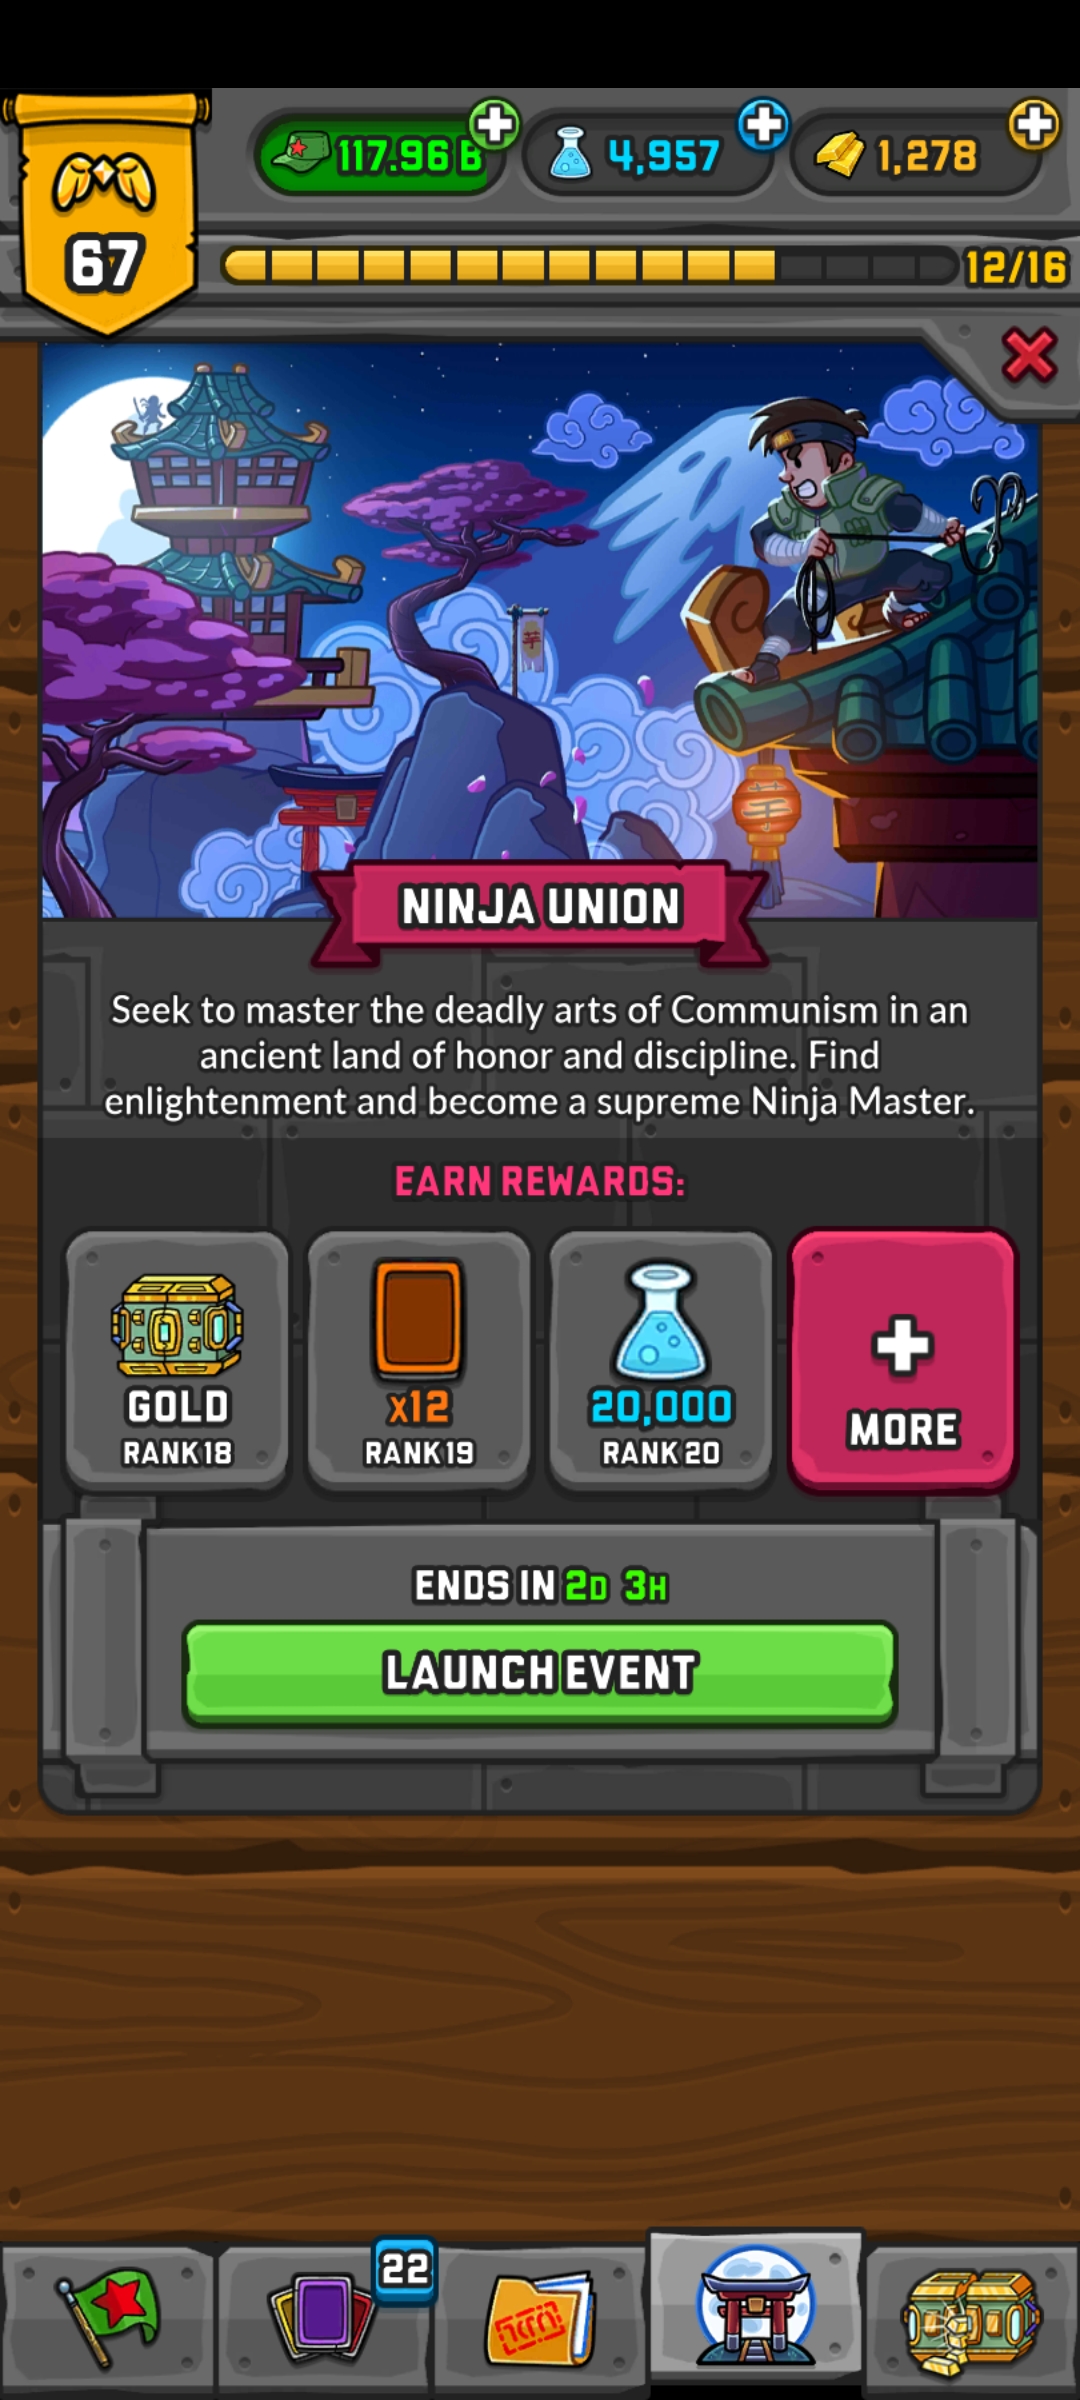 117.96 B
4,957
1,278
67
12/16
NINJA UNION
Seek to master the deadly arts of Communism in an
ancient land of honor and discipline. Find
enlightenment and become a supreme Ninja Master.
EARN REWARDS:
GOLD
RANK 18
x12
RANK 19
20,000
RANK 20
MORE
ENDS IN 2D 3H
LAUNCH EVENT
22